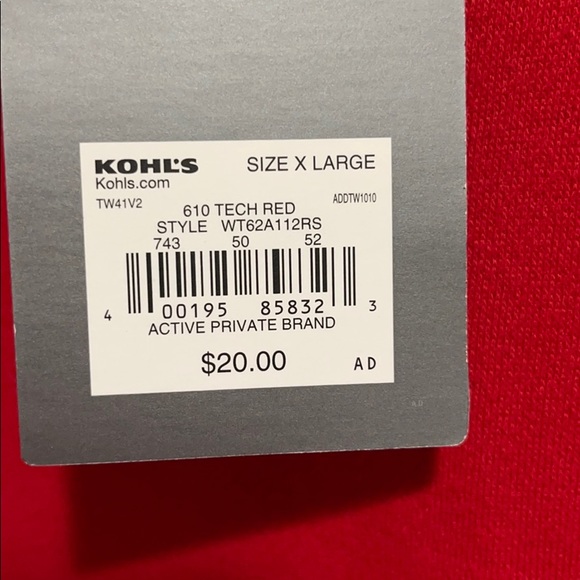 KOHL'S SIZE X LARGE
Kohls.com
TW41V2 ADDTW1010
610 TECH RED
STYLE WT62A112RS
743 50 52
4 00195 85832 3
ACTIVE PRIVATE BRAND
$20.00 AD
AD